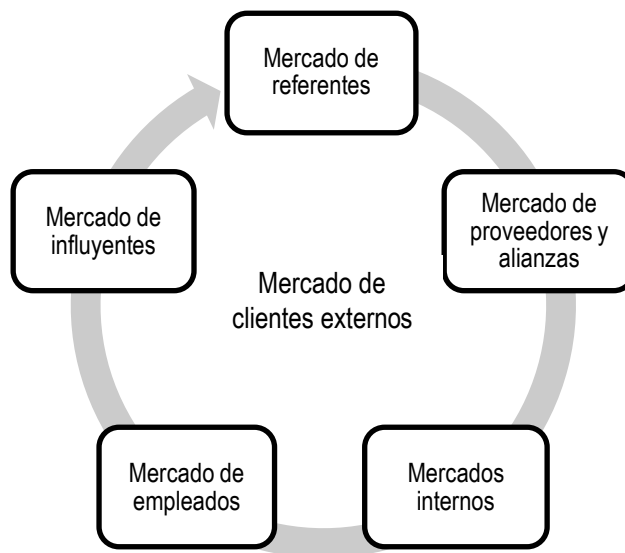 Mercado de
referentes
Mercado de
proveedores y
alianzas
Mercados
internos
Mercado de
empleados
Mercado de
influyentes
Mercado de
clientes externos